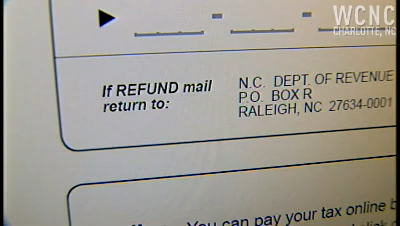 WCNC
CHARLOTTE, NC
If REFUND mail
return to:
N.C. DEPT. OF REVENUE
P.O. BOX R
RALEIGH, NC 27634-0001
You can pay your tax online